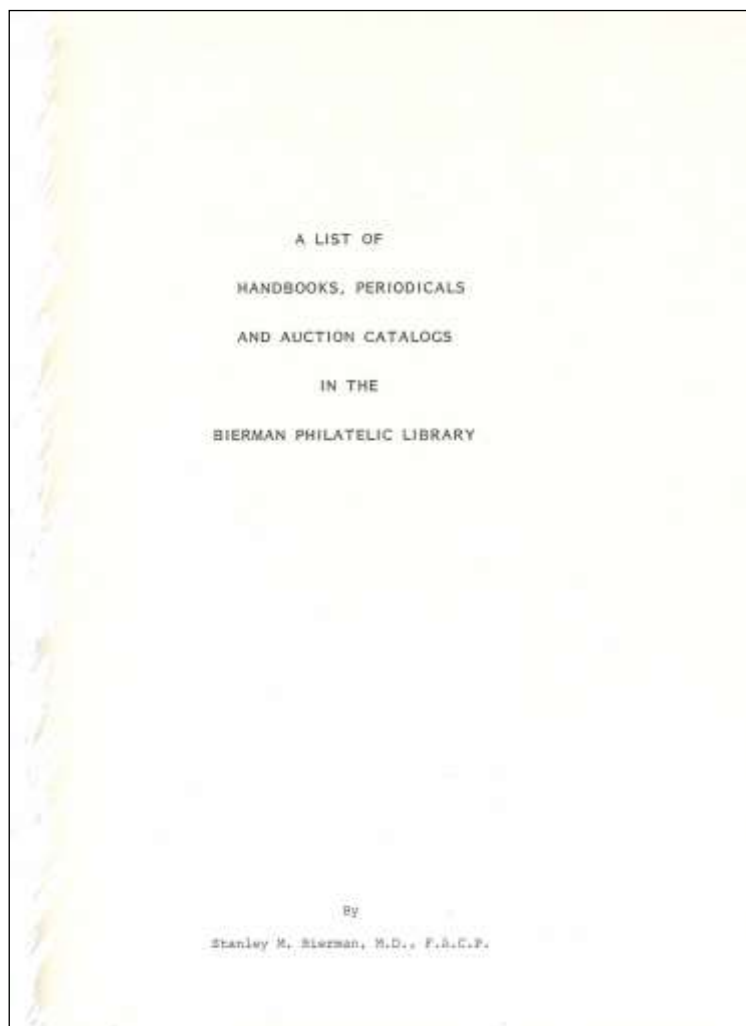 A LIST OF
HANDBOOKS, PERIODICALS
AND AUCTION CATALOGS
IN THE
BIERMAN PHILATELIC LIBRARY
By
Stanley M. Bierman, M.D., F.A.C.P.